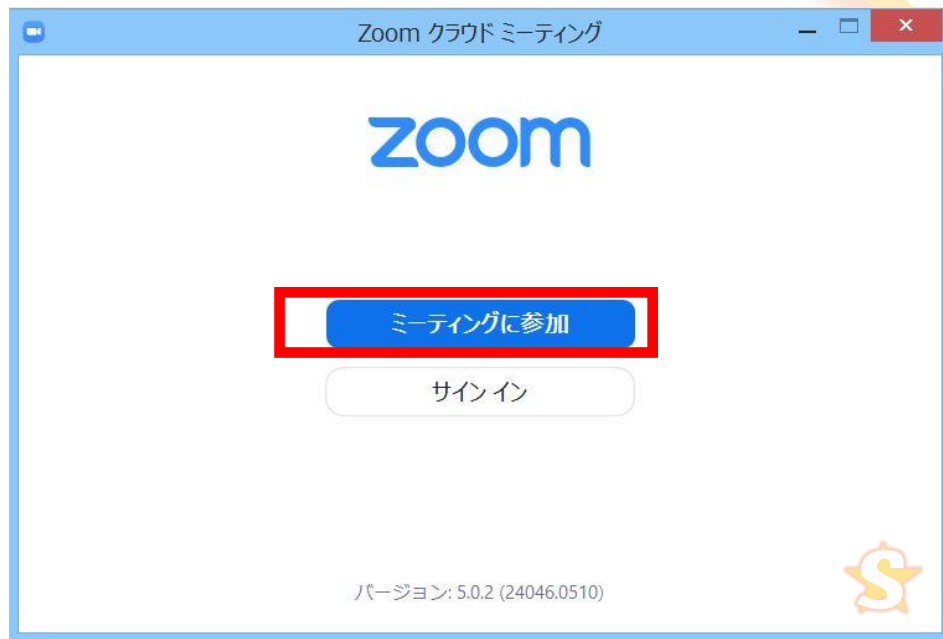 Zoom クラウド ミーティング
zoom
ミーティングに参加
サイン イン
バージョン: 5.0.2 (24046.0510)
S